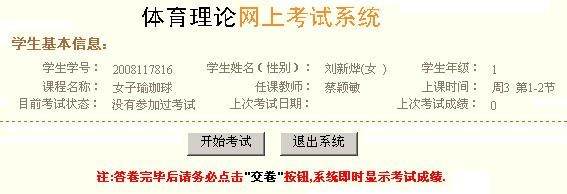 体育理论网上考试系统
学生基本信息:
学生学号: 2008117816 学生姓名(性别): 刘新烨(女 ) 学生年级: 1
课程名称: 女子瑜珈球 任课教师: 蔡颖敏 上课时间: 周3 第1-2节
目前考试状态: 没有参加过考试 上次考试日期: 上次考试成绩: 0
开始考试 退出系统
注:答卷完毕后请务必点击"交卷"按钮,系统即时显示考试成绩.